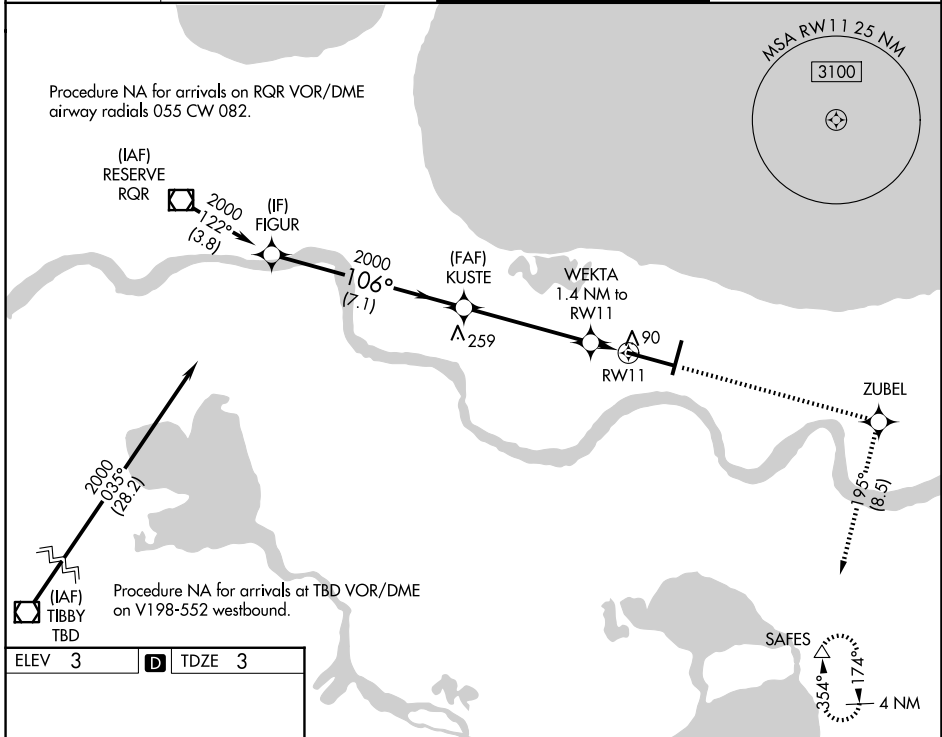 MSA RW11 25 NM
3100
Procedure NA for arrivals on RQR VOR/DME
airway radials 055 CW 082.
(IAF)
RESERVE
RQR
2000
122°
(3.8)
(IF)
FIGUR
2000
106°
(7.1)
(FAF)
KUSTE
259
WEKTA
1.4 NM to
RW11
90
RW11
ZUBEL
195°
(8.5)
2000
035°
(28.2)
(IAF)
TIBBY
TBD
Procedure NA for arrivals at TBD VOR/DME
on V198-552 westbound.
SAFES
354°
174°
4 NM
ELEV 3
D
TDZE 3